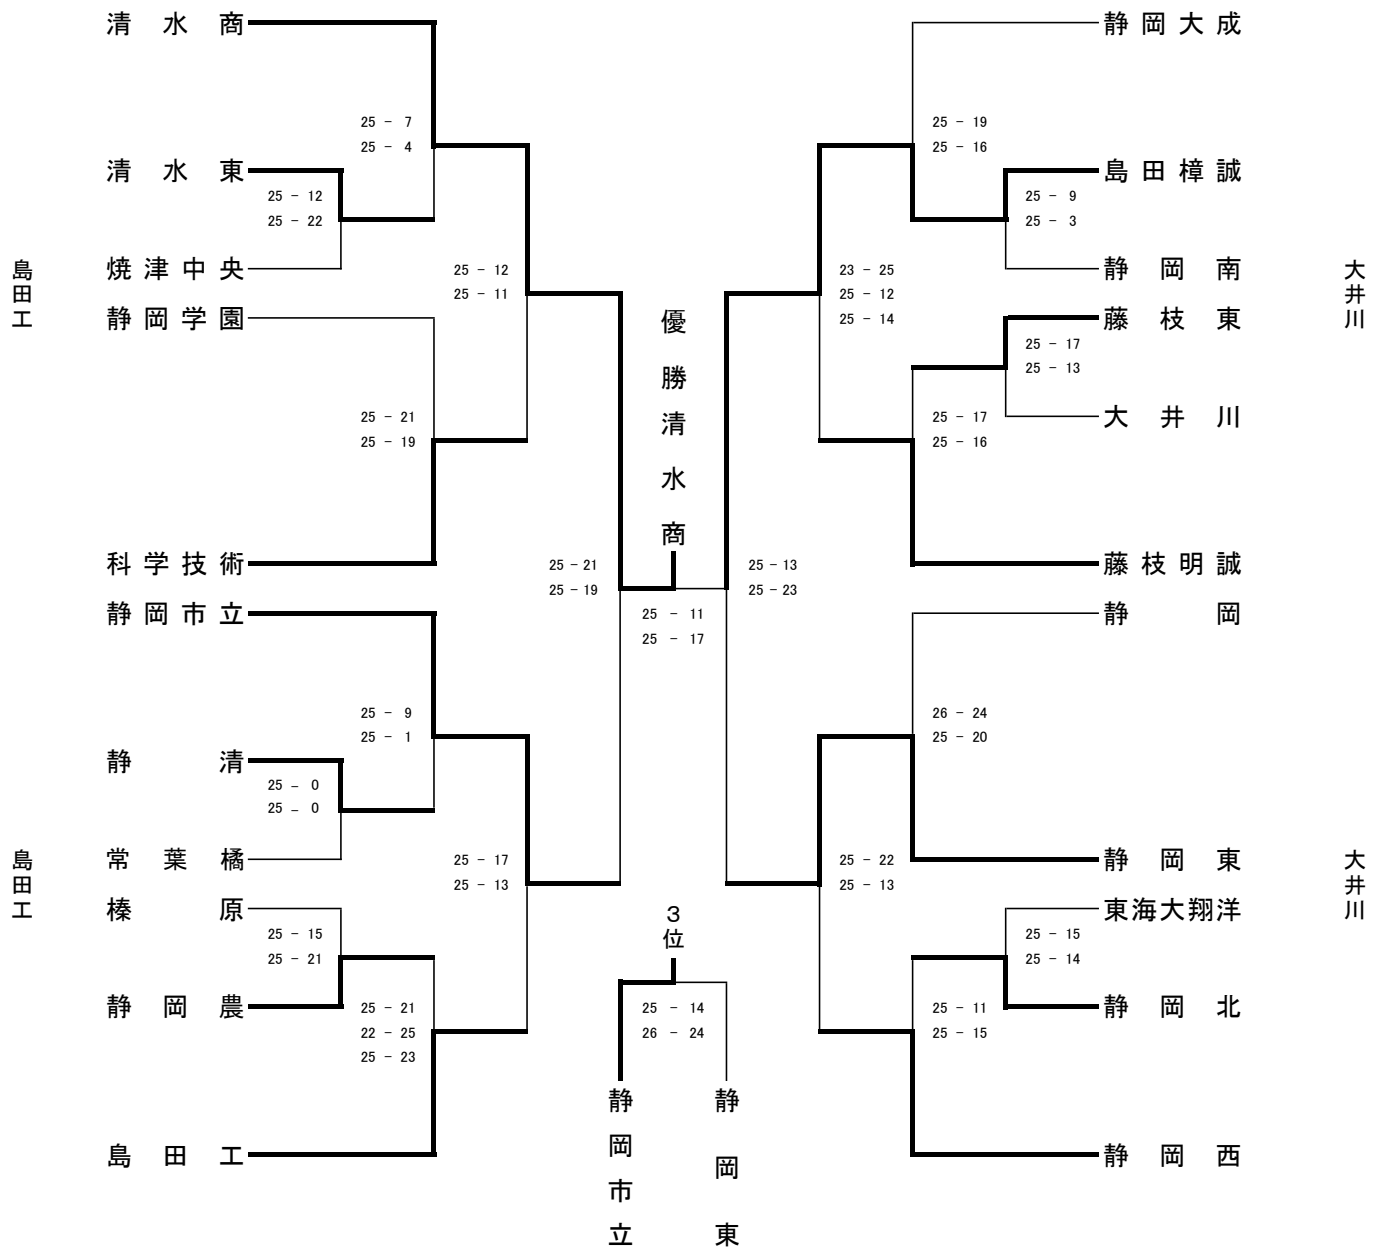 清水商
静岡大成
25 - 7
25 - 4
25 - 19
25 - 16
清水東
島田樟誠
25 - 12
25 - 22
25 - 9
25 - 3
島田工
焼津中央
25 - 12
25 - 11
23 - 25
25 - 12
25 - 14
静岡南
大井川
静岡学園
優勝清水商
藤枝東
25 - 17
25 - 13
25 - 21
25 - 19
25 - 17
25 - 16
大井川
科学技術
25 - 21
25 - 19
25 - 13
25 - 23
藤枝明誠
静岡市立
25 - 11
25 - 17
静岡
25 - 9
25 - 1
26 - 24
25 - 20
静清
25 - 0
25 - 0
島田工
常葉橘
25 - 17
25 - 13
25 - 22
25 - 13
静岡東
大井川
榛原
3位
東海大翔洋
25 - 15
25 - 21
25 - 15
25 - 14
静岡農
25 - 21
22 - 25
25 - 23
25 - 14
26 - 24
25 - 11
25 - 15
静岡北
島田工
静岡市立
静岡東
静岡西